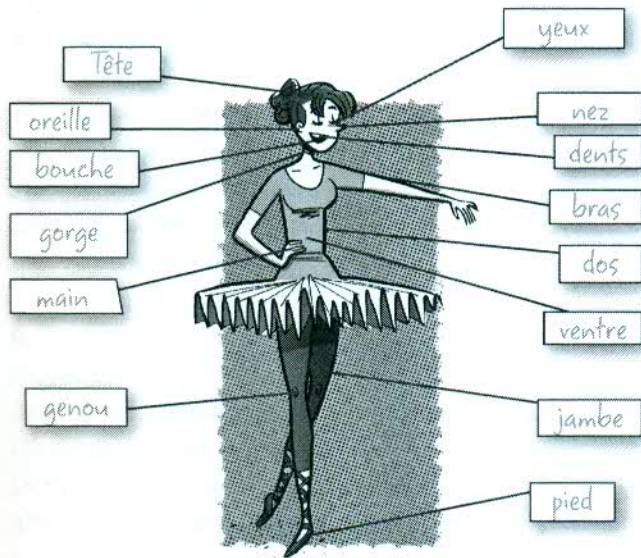 yeux
Tête
oreille
nez
bouche
dents
gorge
bras
main
dos
ventre
genou
jambe
pied